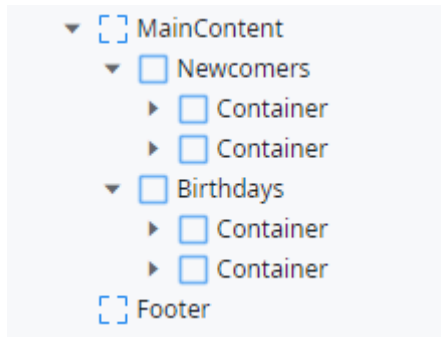 MainContent
Newcomers
Container
Container
Birthdays
Container
Container
Footer